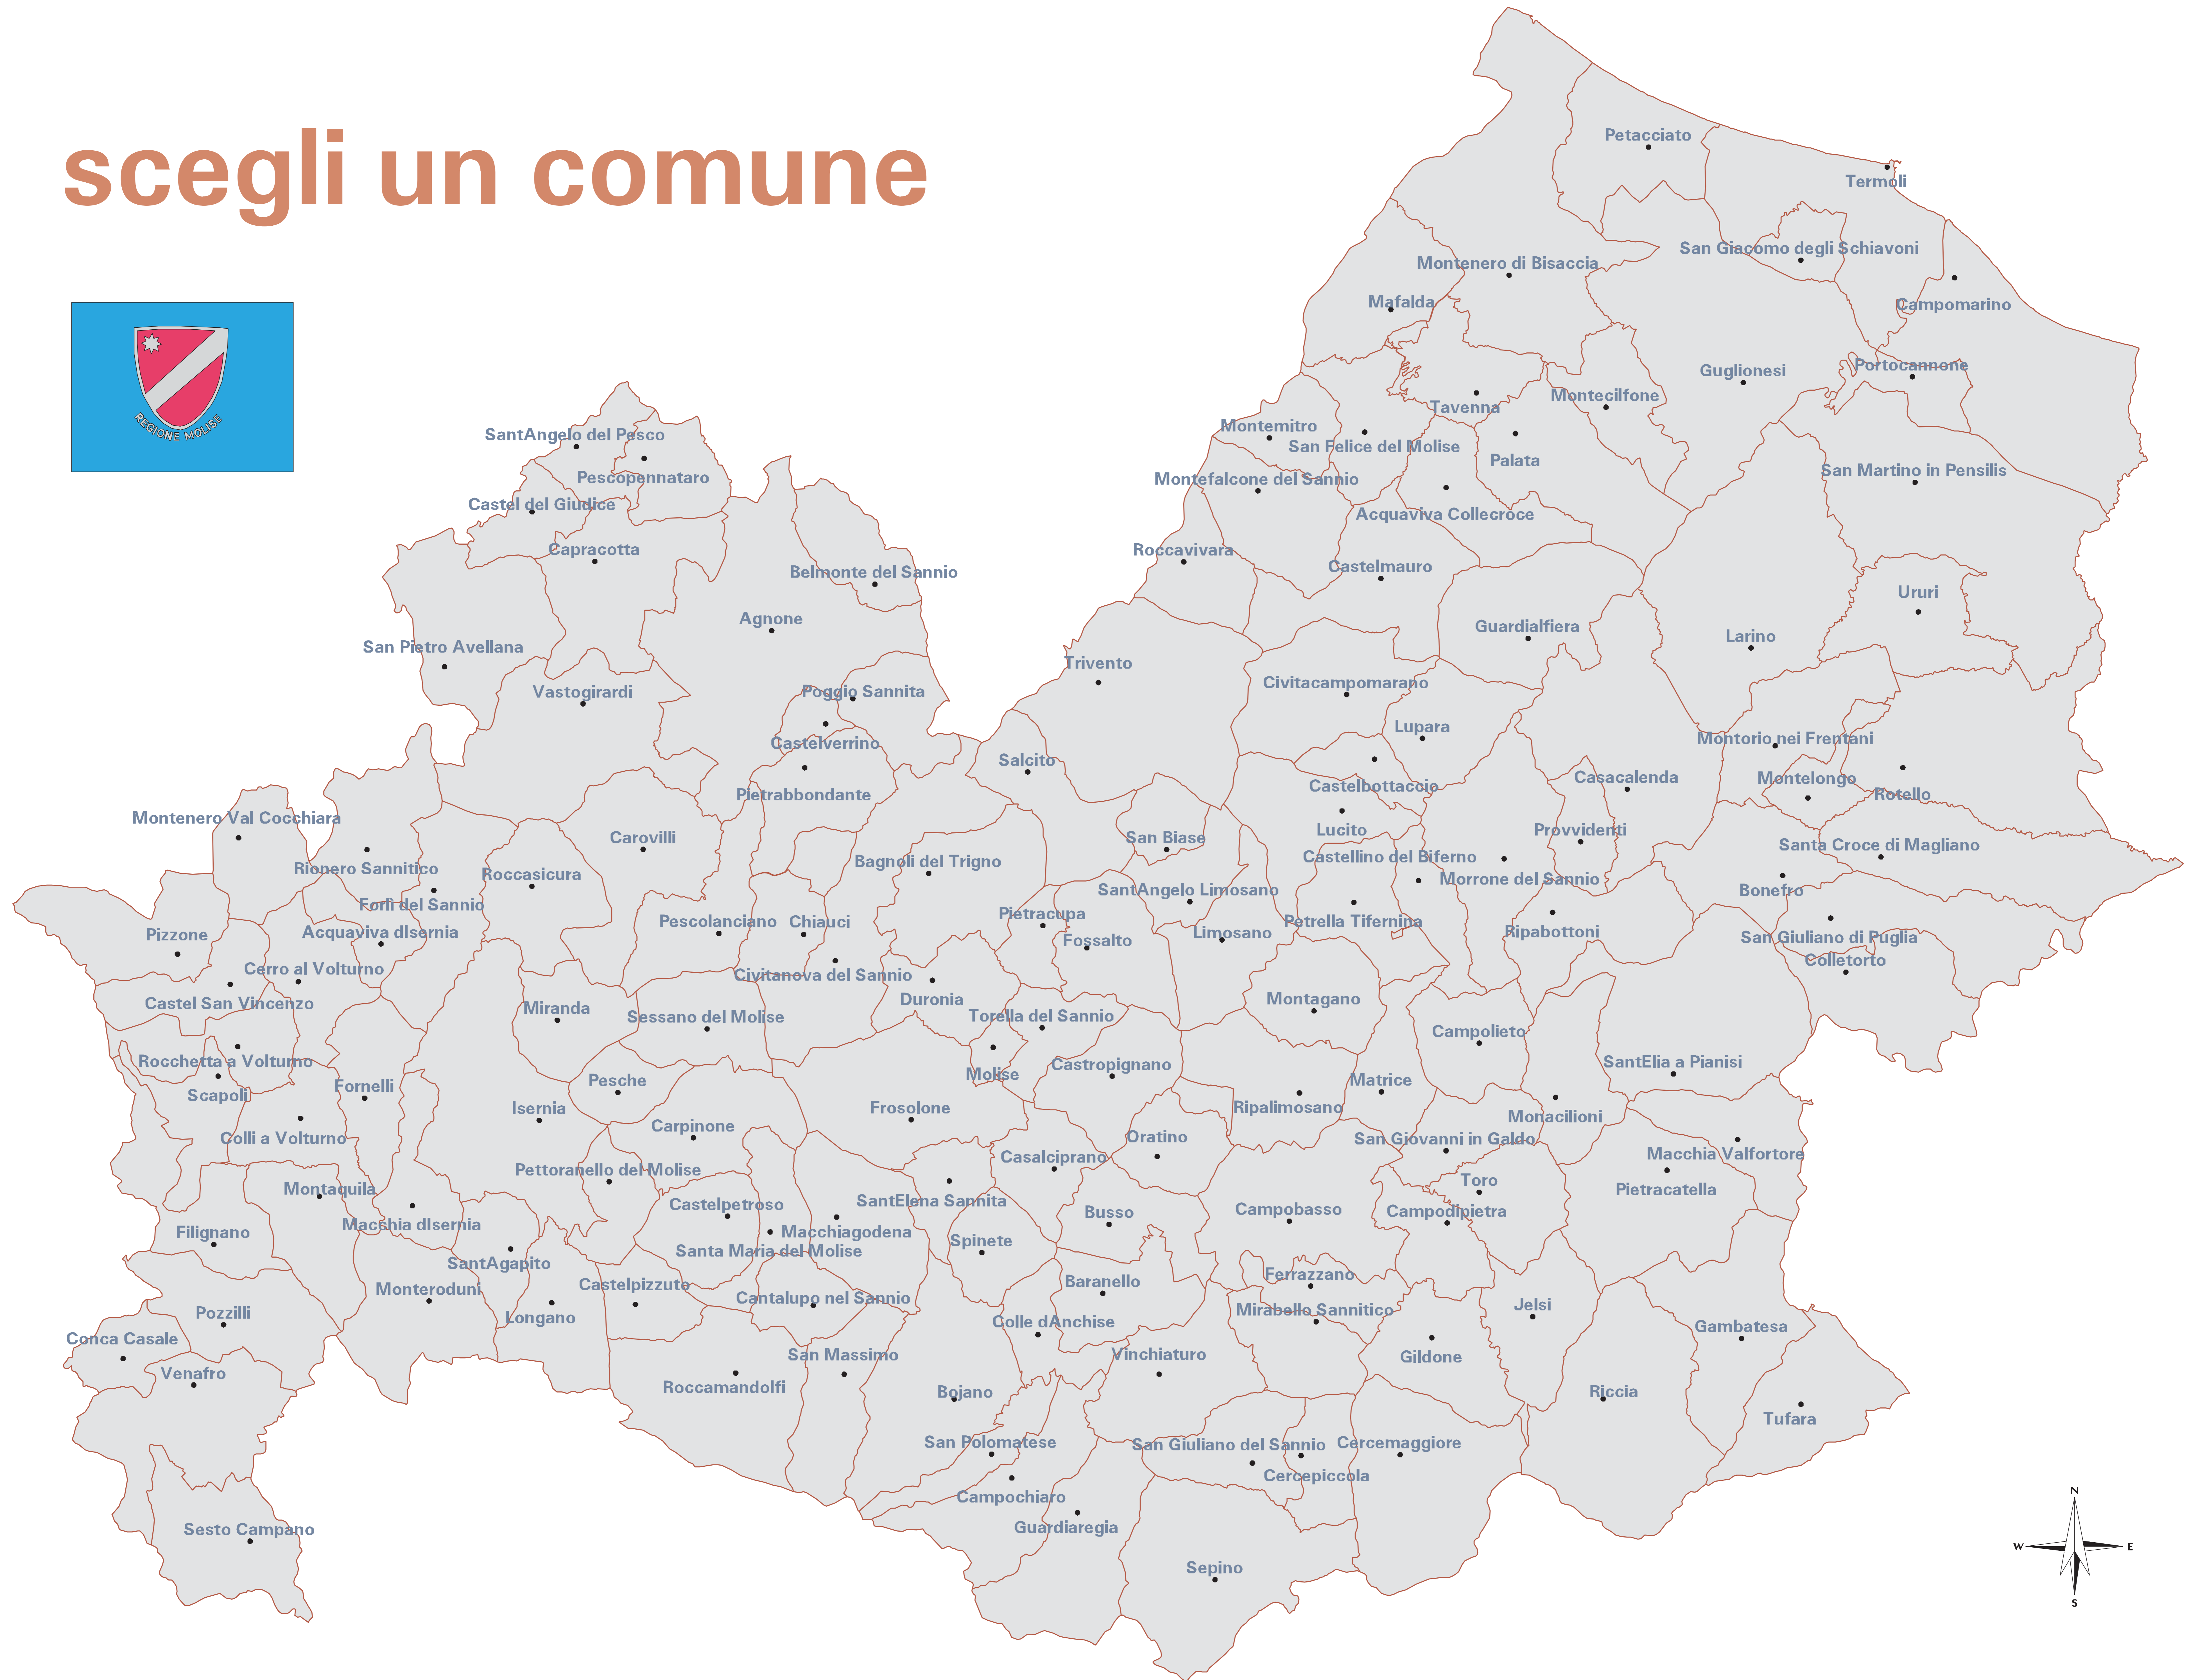 scegli un comune
REGIONE MOLISE
Petacciato
Termoli
San Giacomo degli Schiavoni
Montenero di Bisaccia
Mafalda
Campomarino
Portocannone
Guglionesi
Montecilfone
Tavenna
Montemitro
San Felice del Molise
Palata
San Martino in Pensilis
Montefalcone del Sannio
Acquaviva Collecroce
SantAngelo del Pesco
Pescopennataro
Castel del Giudice
Capracotta
Belmonte del Sannio
Roccavivara
Castelmauro
Ururi
Agnone
Guardialfiera
Larino
San Pietro Avellana
Trivento
Vastogirardi
Poggio Sannita
Civitacampomarano
Lupara
Castelverrino
Montorio nei Frentani
Salcito
Casacalenda
Montelongo
Castelbottaccio
Rotello
Pietrabbondante
Montenero Val Cocchiara
Carovilli
San Biase
Lucito
Provvidenti
Santa Croce di Magliano
Rionero Sannitico
Roccasicura
Bagnoli del Trigno
Castellino del Biferno
Morrone del Sannio
Bonefro
SantAngelo Limosano
Forlì del Sannio
Pietracupa
Pescolanciano
Chiauci
Petrella Tifernina
Pizzone
Acquaviva dIsernia
Fossalto
Limosano
Ripabottoni
San Giuliano di Puglia
Colletorto
Cerro al Volturno
Civitanova del Sannio
Castel San Vincenzo
Duronia
Montagano
Miranda
Sessano del Molise
Torella del Sannio
Campolieto
Rocchetta a Volturno
Castropignano
SantElia a Pianisi
Molise
Scapoli
Fornelli
Pesche
Matrice
Isernia
Frosolone
Ripalimosano
Monacilioni
Carpinone
Colli a Volturno
Oratino
San Giovanni in Galdo
Macchia Valfortore
Casalciprano
Pettoranello del Molise
Toro
Pietracatella
Montaquila
Castelpetroso
SantElena Sannita
Busso
Campobasso
Campodipietra
Macchia dIsernia
Filignano
Macchiagodena
Spinete
Santa Maria del Molise
SantAgapito
Ferrazzano
Baranello
Monteroduni
Castelpizzuto
Cantalupo nel Sannio
Jelsi
Pozzilli
Longano
Mirabello Sannitico
Colle dAnchise
Gambatesa
Conca Casale
San Massimo
Vinchiaturo
Gildone
Venafro
Roccamandolfi
Bojano
Riccia
Tufara
San Polomatese
San Giuliano del Sannio
Cercemaggiore
Cercepiccola
Campochiaro
Guardiaregia
Sesto Campano
Sepino
N
W
E
S